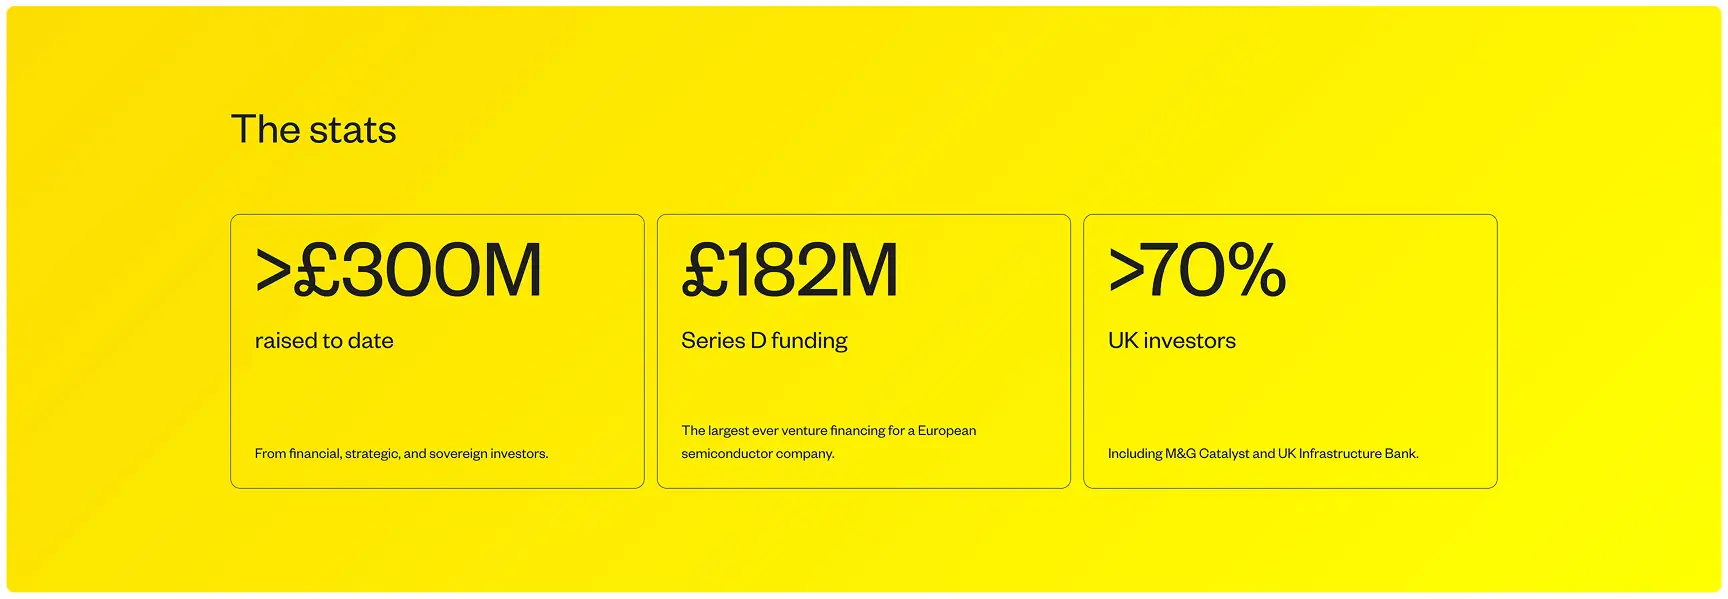 The stats
>£300M
raised to date
From financial, strategic, and sovereign investors.
£182M
Series D funding
The largest ever venture financing for a European
semiconductor company.
>70%
UK investors
Including M&G Catalyst and UK Infrastructure Bank.